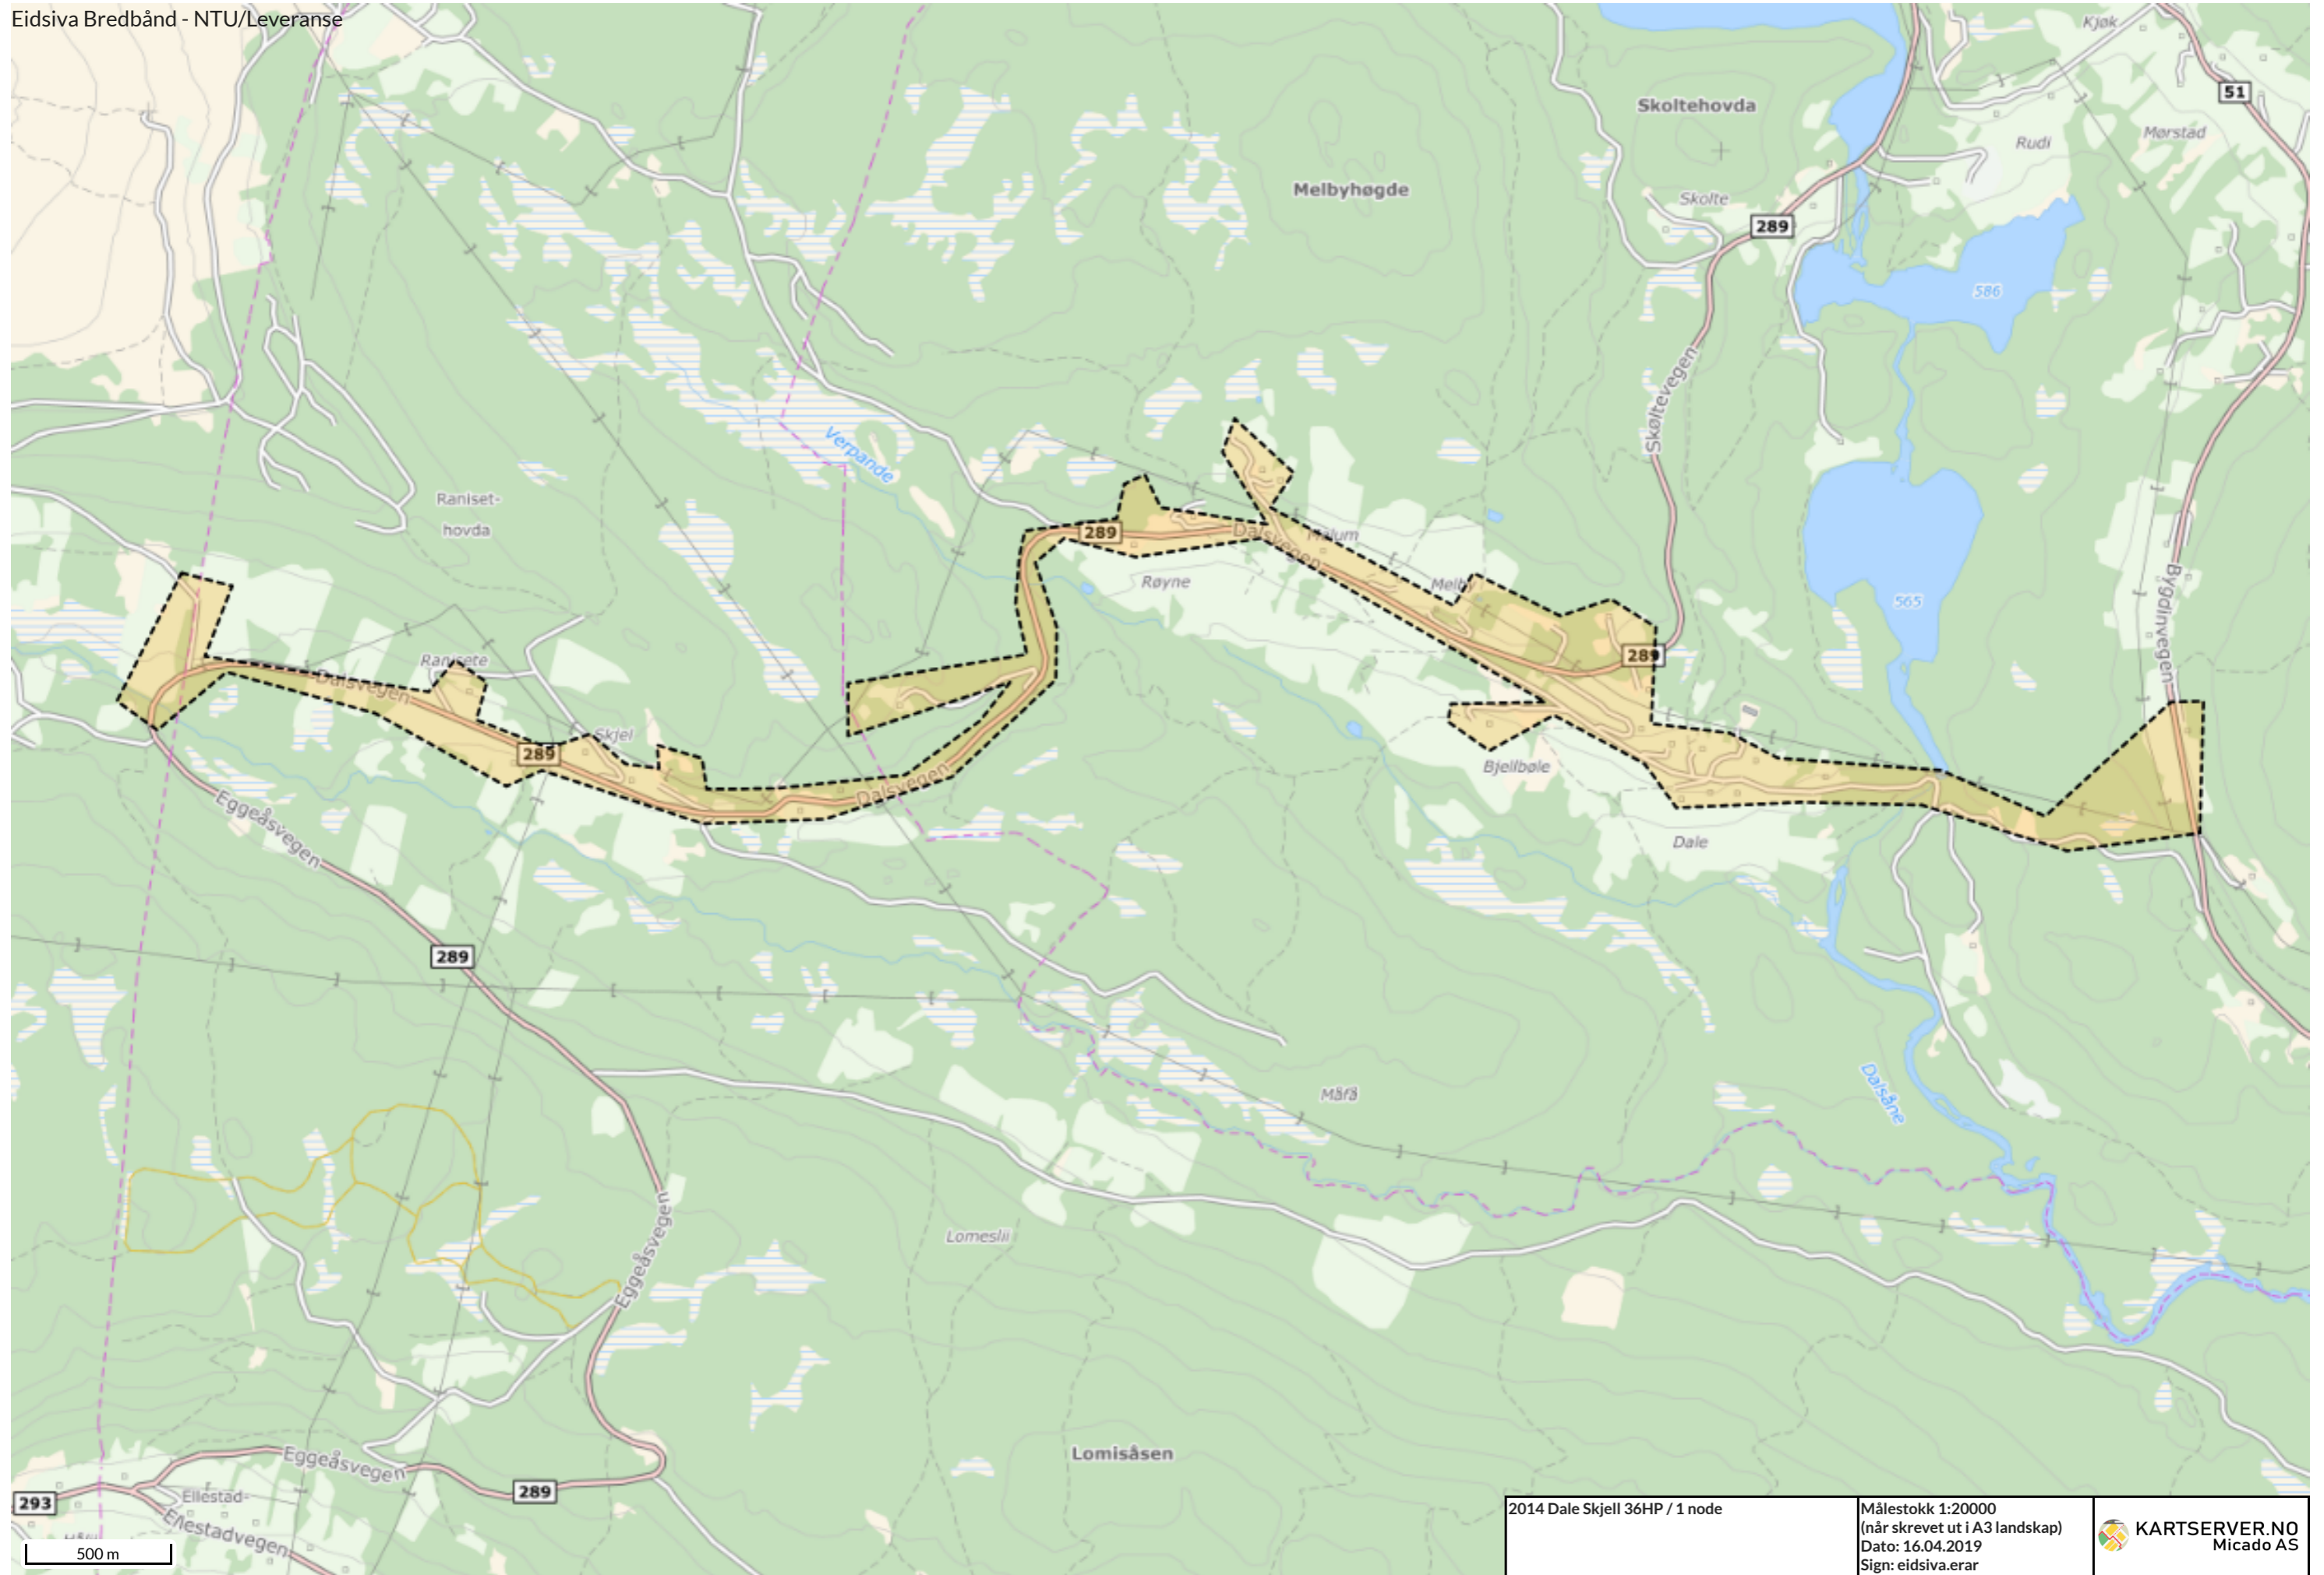 Eidsiva Bredbånd - NTU/Leveranse
Kjøk
51
Skoltehovda
Mørstad
Rudi
Melbyhøgde
Skolte
289
586
Skøltevegen
Verpande
Raniset-
hovda
289
Dalsvegen
Mølum
Røyne
Melby
565
Bygdinvegen
289
Ranisete
Dalsvegen
Skjel
289
Bjellbøle
Dalsvegen
Eggeåsvegen
Dale
289
Måfå
Dalsåne
Eggeåsvegen
Lomeslii
Lomisåsen
Eggeåsvegen
289
293
Ellestad-
Ellestadvegen
500 m
2014 Dale Skjell 36HP / 1 node
Målestokk 1:20000
(når skrevet ut i A3 landskap)
Dato: 16.04.2019
Sign: eidsiva.erar
KARTSERVER.NO
Micado AS